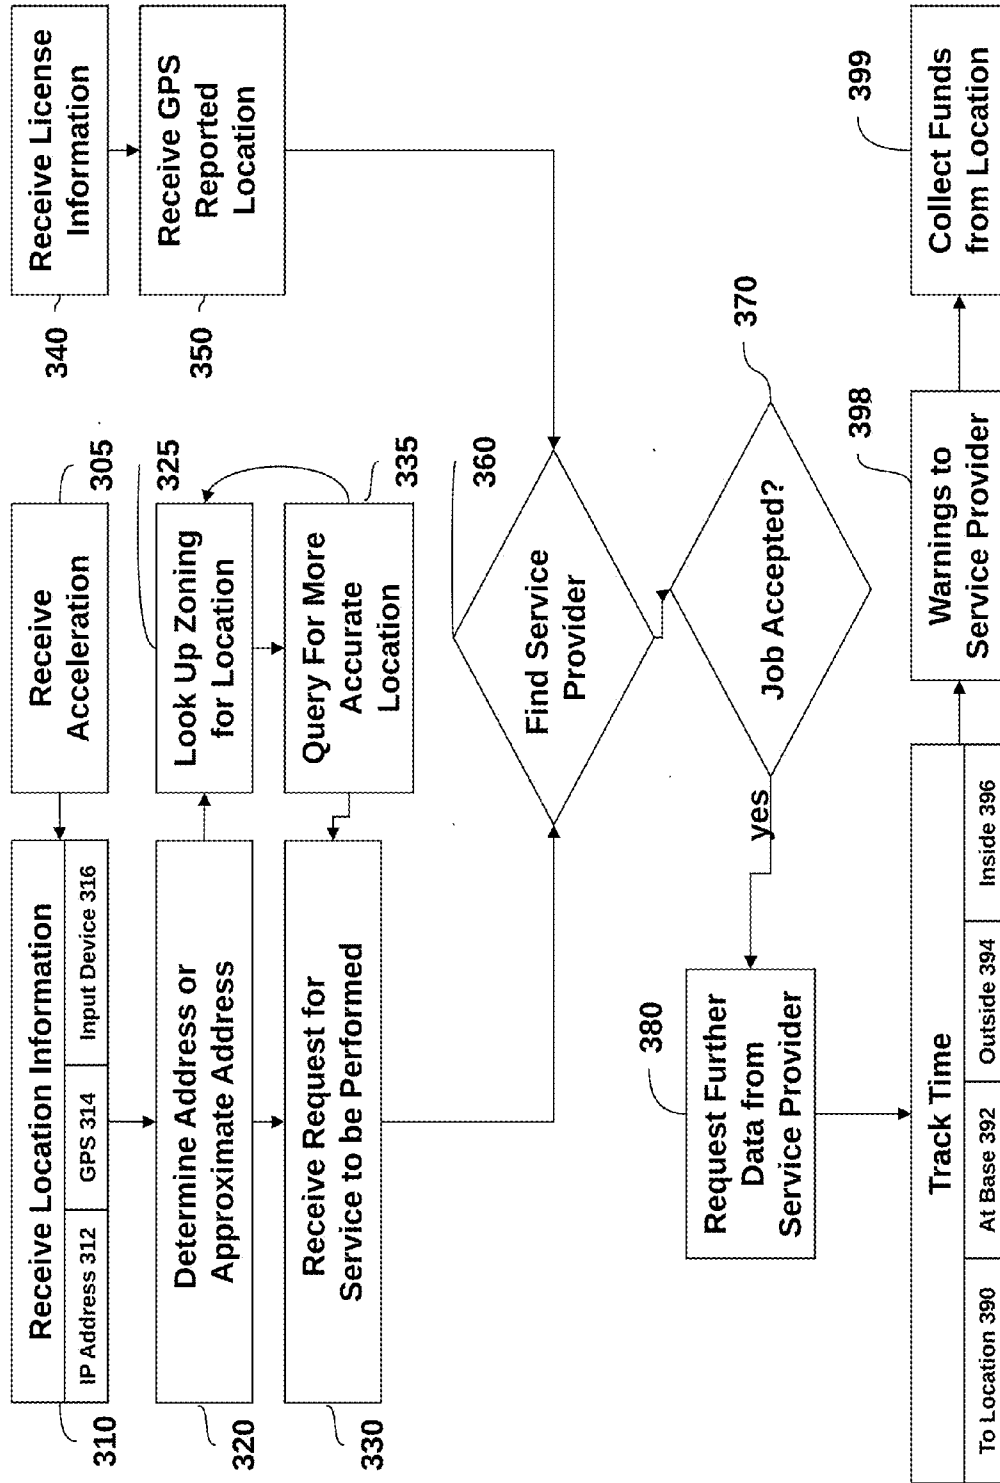 Receive Location Information
IP Address 312
GPS 314
Input Device 316
310
Receive
Acceleration
305
Receive License
Information
340
Determine Address or
Approximate Address
320
Look Up Zoning
for Location
325
Receive GPS
Reported
Location
350
Receive Request for
Service to be Performed
330
Query For More
Accurate
Location
335
Find Service
Provider
360
Job Accepted?
370
yes
Request Further
Data from
Service Provider
380
Track Time
To Location 390
At Base 392
Outside 394
Inside 396
Warnings to
Service Provider
398
Collect Funds
from Location
399